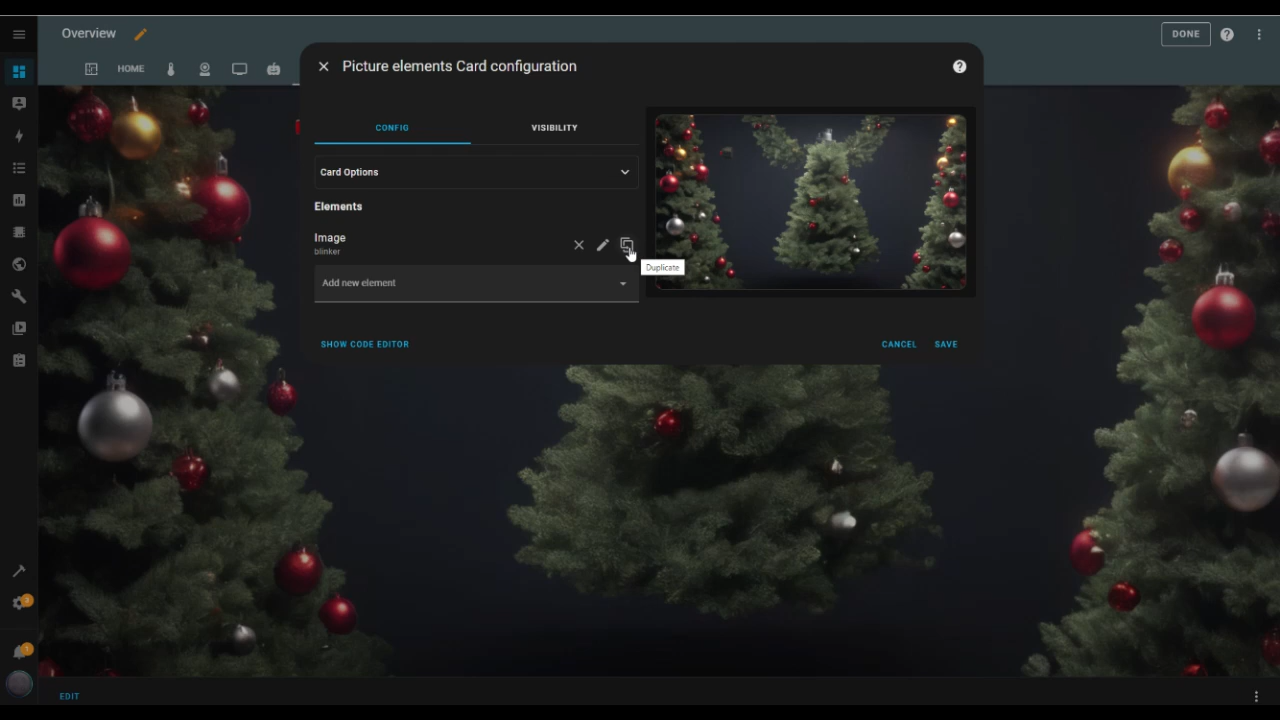 Overview
DONE
HOME
Picture elements Card configuration
CONFIG
VISIBILITY
Card Options
Elements
Image
blinker
Duplicate
Add new element
SHOW CODE EDITOR
CANCEL
SAVE
EDIT